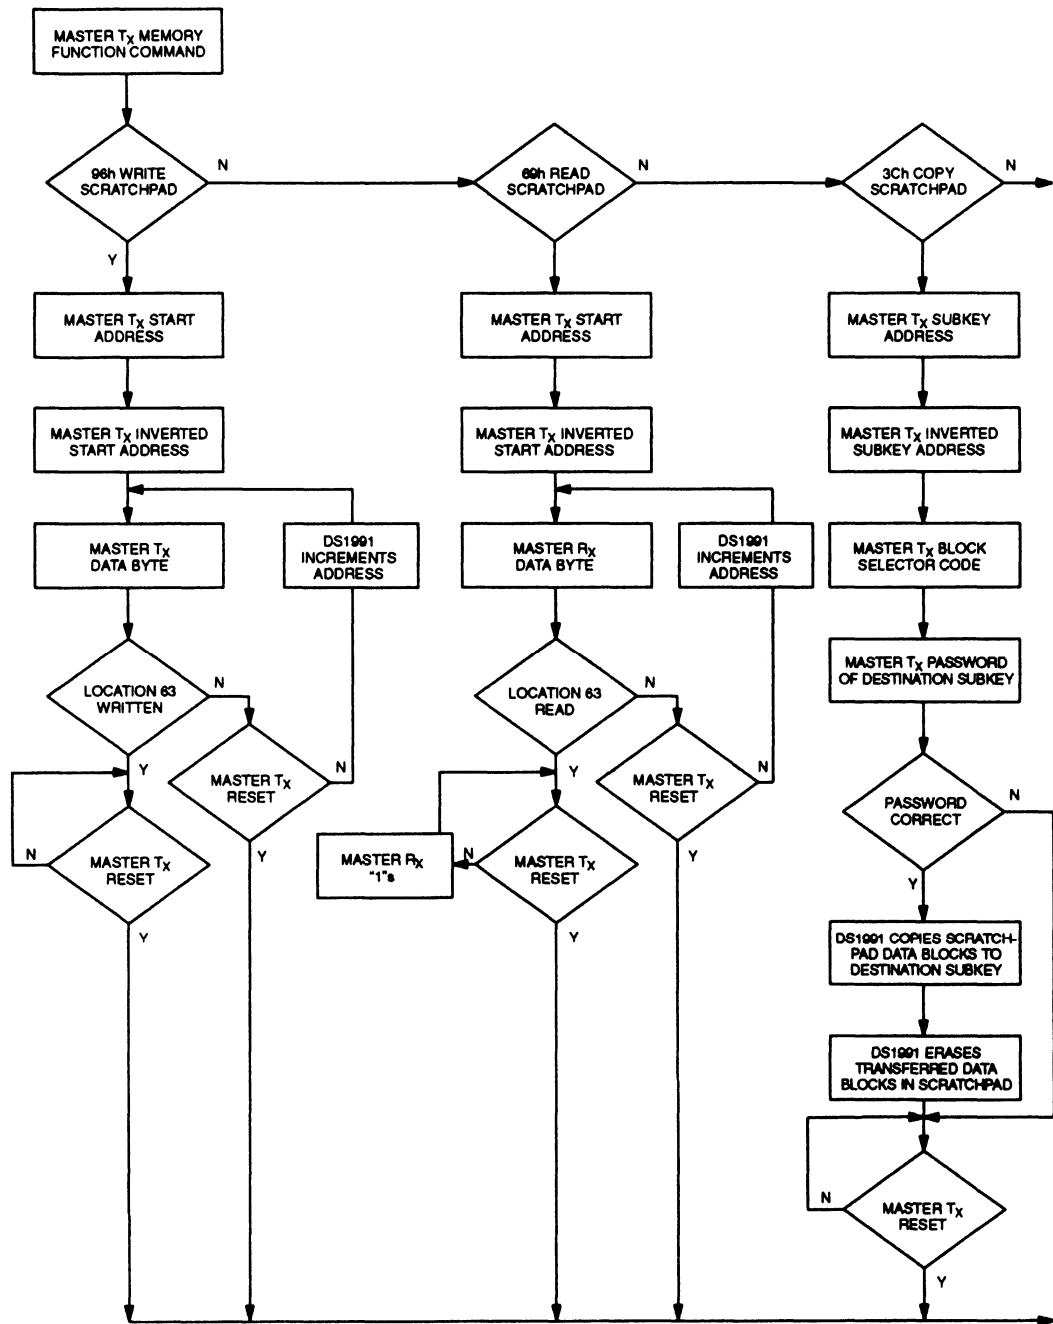 MASTER TX MEMORY
FUNCTION COMMAND
96h WRITE
SCRATCHPAD
N
Y
MASTER TX START
ADDRESS
MASTER TX INVERTED
START ADDRESS
MASTER TX
DATA BYTE
DS1991
INCREMENTS
ADDRESS
LOCATION 63
WRITTEN
N
Y
MASTER TX
RESET
N
Y
MASTER TX
RESET
N
Y
69h READ
SCRATCHPAD
N
MASTER TX START
ADDRESS
MASTER TX INVERTED
START ADDRESS
MASTER RX
DATA BYTE
DS1991
INCREMENTS
ADDRESS
LOCATION 63
READ
N
Y
MASTER TX
RESET
N
Y
MASTER RX
"1"s
N
MASTER TX
RESET
Y
3Ch COPY
SCRATCHPAD
N
MASTER TX SUBKEY
ADDRESS
MASTER TX INVERTED
SUBKEY ADDRESS
MASTER TX BLOCK
SELECTOR CODE
MASTER TX PASSWORD
OF DESTINATION SUBKEY
PASSWORD
CORRECT
N
Y
DS1991 COPIES SCRATCH-
PAD DATA BLOCKS TO
DESTINATION SUBKEY
DS1991 ERASES
TRANSFERRED DATA
BLOCKS IN SCRATCHPAD
N
MASTER TX
RESET
Y